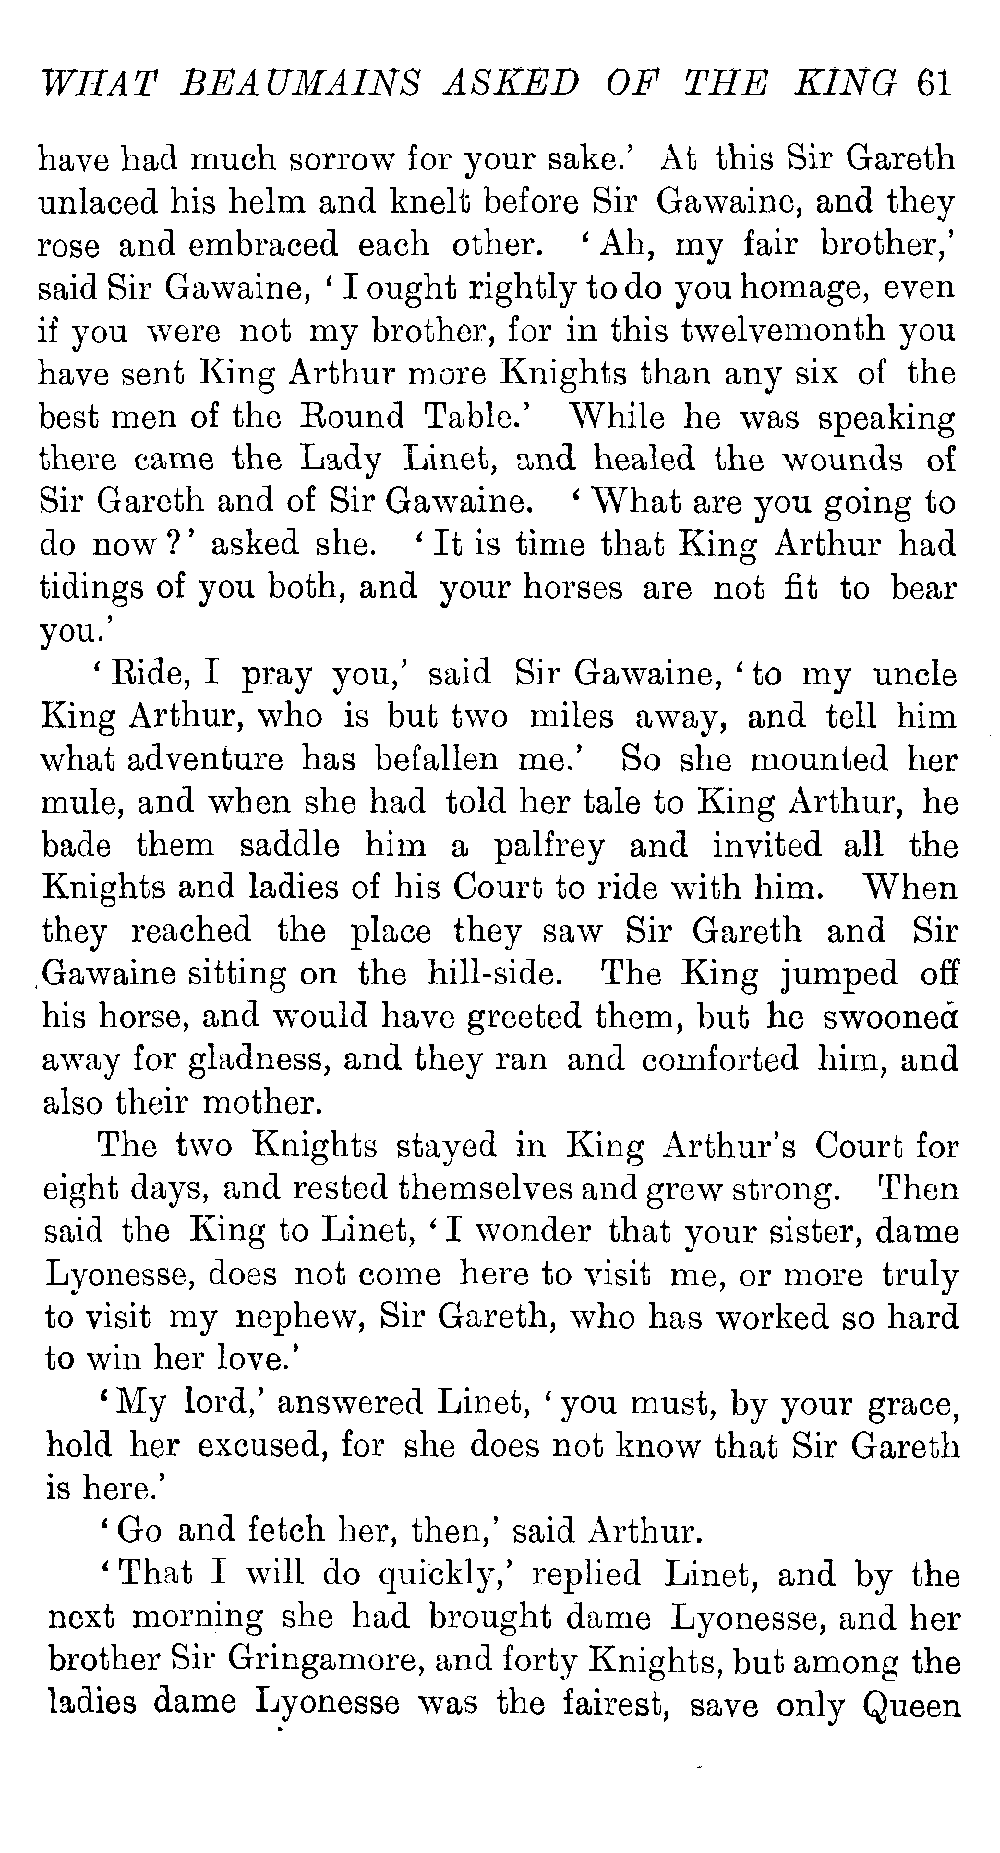 WHAT BEAUMAINS ASKED OF THE KING 61
have had much sorrow for your sake.’ At this Sir Gareth
unlaced his helm and knelt before Sir Gawaine, and they
rose and embraced each other. ‘Ah, my fair brother,’
said Sir Gawaine, ‘I ought rightly to do you homage, even
if you were not my brother, for in this twelvemonth you
have sent King Arthur more Knights than any six of the
best men of the Round Table.’ While he was speaking
there came the Lady Linet, and healed the wounds of
Sir Gareth and of Sir Gawaine. ‘What are you going to
do now?’ asked she. ‘It is time that King Arthur had
tidings of you both, and your horses are not fit to bear
you.’
‘Ride, I pray you,’ said Sir Gawaine, ‘to my uncle
King Arthur, who is but two miles away, and tell him
what adventure has befallen me.’ So she mounted her
mule, and when she had told her tale to King Arthur, he
bade them saddle him a palfrey and invited all the
Knights and ladies of his Court to ride with him. When
they reached the place they saw Sir Gareth and Sir
Gawaine sitting on the hill-side. The King jumped off
his horse, and would have greeted them, but he swooned
away for gladness, and they ran and comforted him, and
also their mother.
The two Knights stayed in King Arthur’s Court for
eight days, and rested themselves and grew strong. Then
said the King to Linet, ‘I wonder that your sister, dame
Lyonesse, does not come here to visit me, or more truly
to visit my nephew, Sir Gareth, who has worked so hard
to win her love.’
‘My lord,’ answered Linet, ‘you must, by your grace,
hold her excused, for she does not know that Sir Gareth
is here.’
‘Go and fetch her, then,’ said Arthur.
‘That I will do quickly,’ replied Linet, and by the
next morning she had brought dame Lyonesse, and her
brother Sir Gringamore, and forty Knights, but among the
ladies dame Lyonesse was the fairest, save only Queen